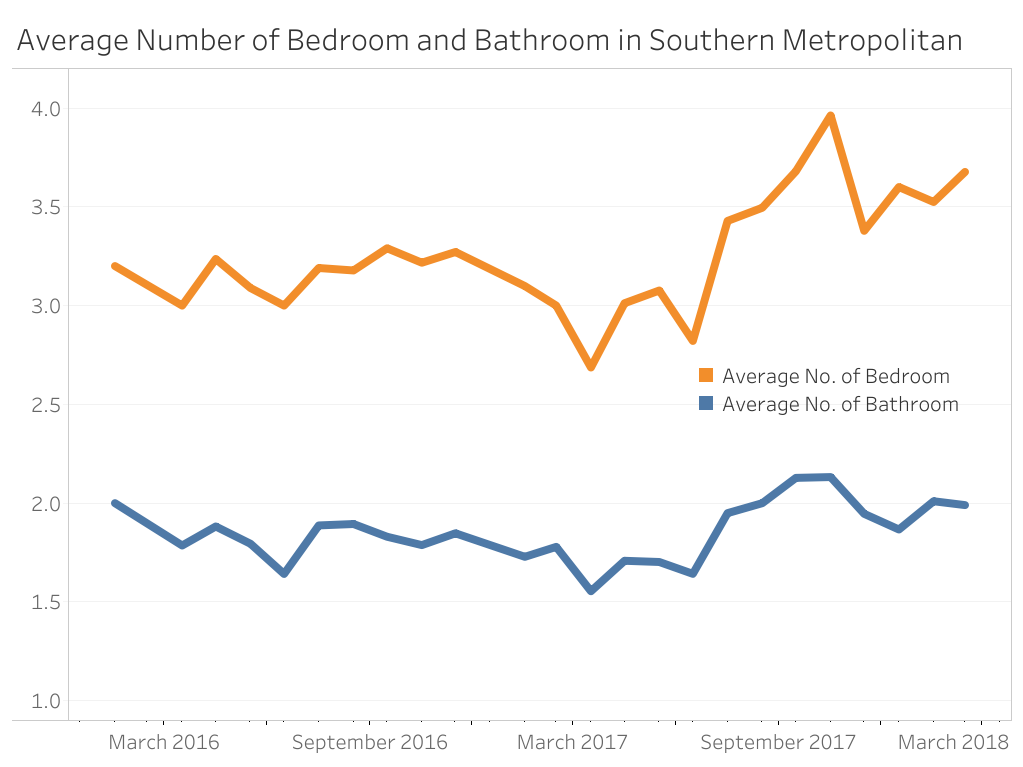 Average Number of Bedroom and Bathroom in Southern Metropolitan
4.0
3.5
3.0
Average No. of Bedroom
2.5
Average No. of Bathroom
2.0
1.5
1.0
March 2016 September 2016 March 2017 September 2017 March 2018